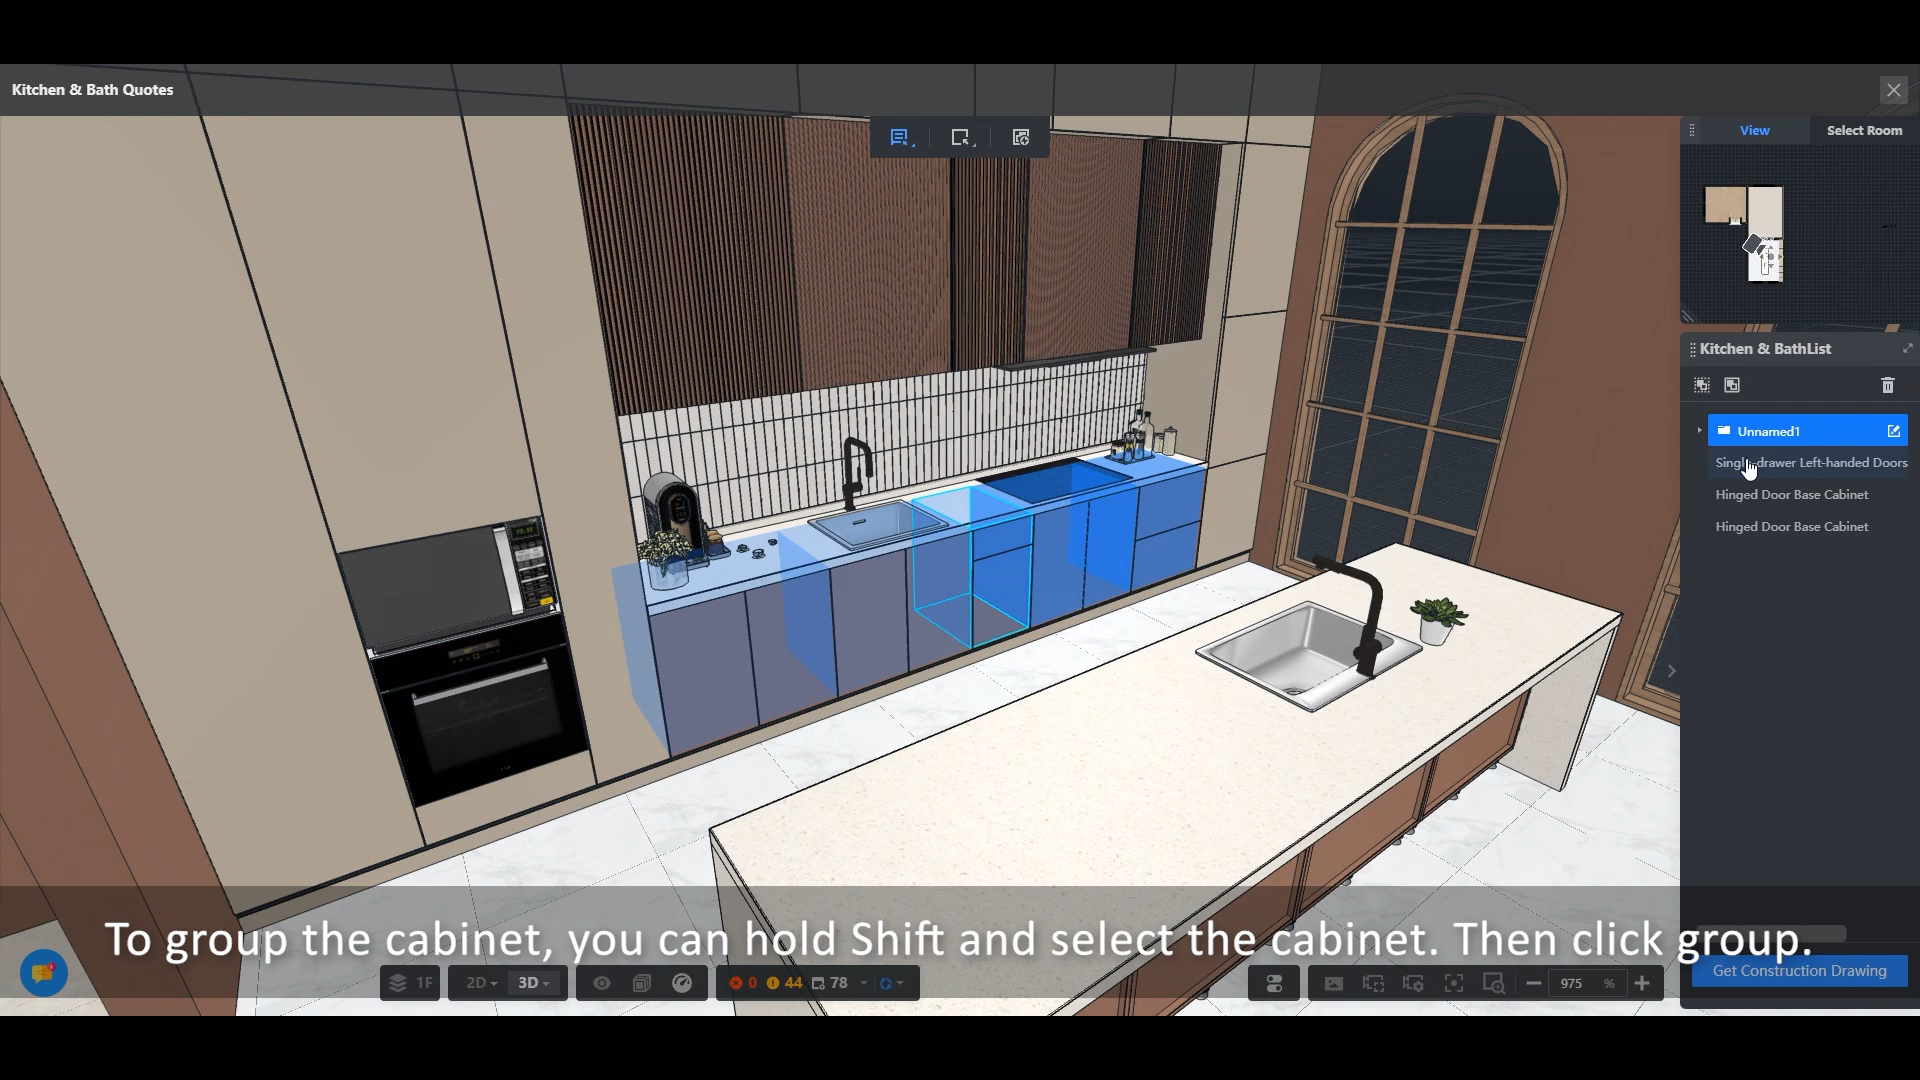 Kitchen & Bath Quotes
View
Select Room
Kitchen & BathList
Unnamed1
Single-drawer Left-handed Doors
Hinged Door Base Cabinet
Hinged Door Base Cabinet
To group the cabinet, you can hold Shift and select the cabinet. Then click group.
Get Construction Drawing
1F
2D
3D
0
44
78
975
%